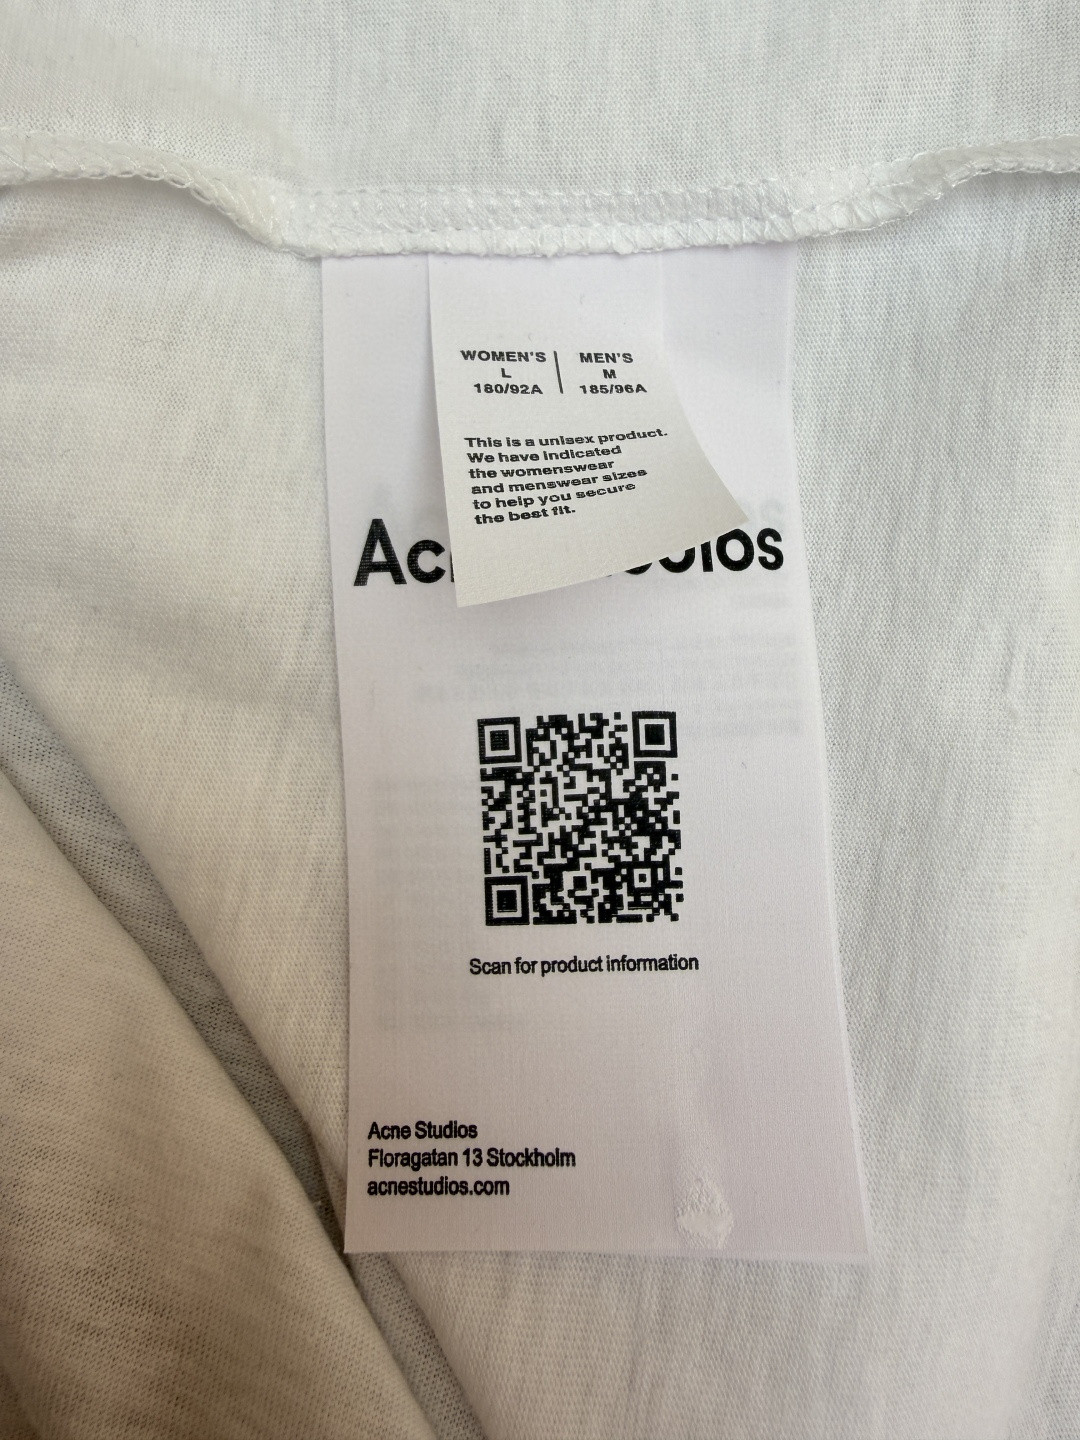 WOMEN'S | MEN'S
L M
180/92A 185/96A
This is a unisex product.
We have indicated
the womenswear
and menswear sizes
to help you secure
the best fit.
Scan for product information
Acne Studios
Floragatan 13 Stockholm
acnestudios.com